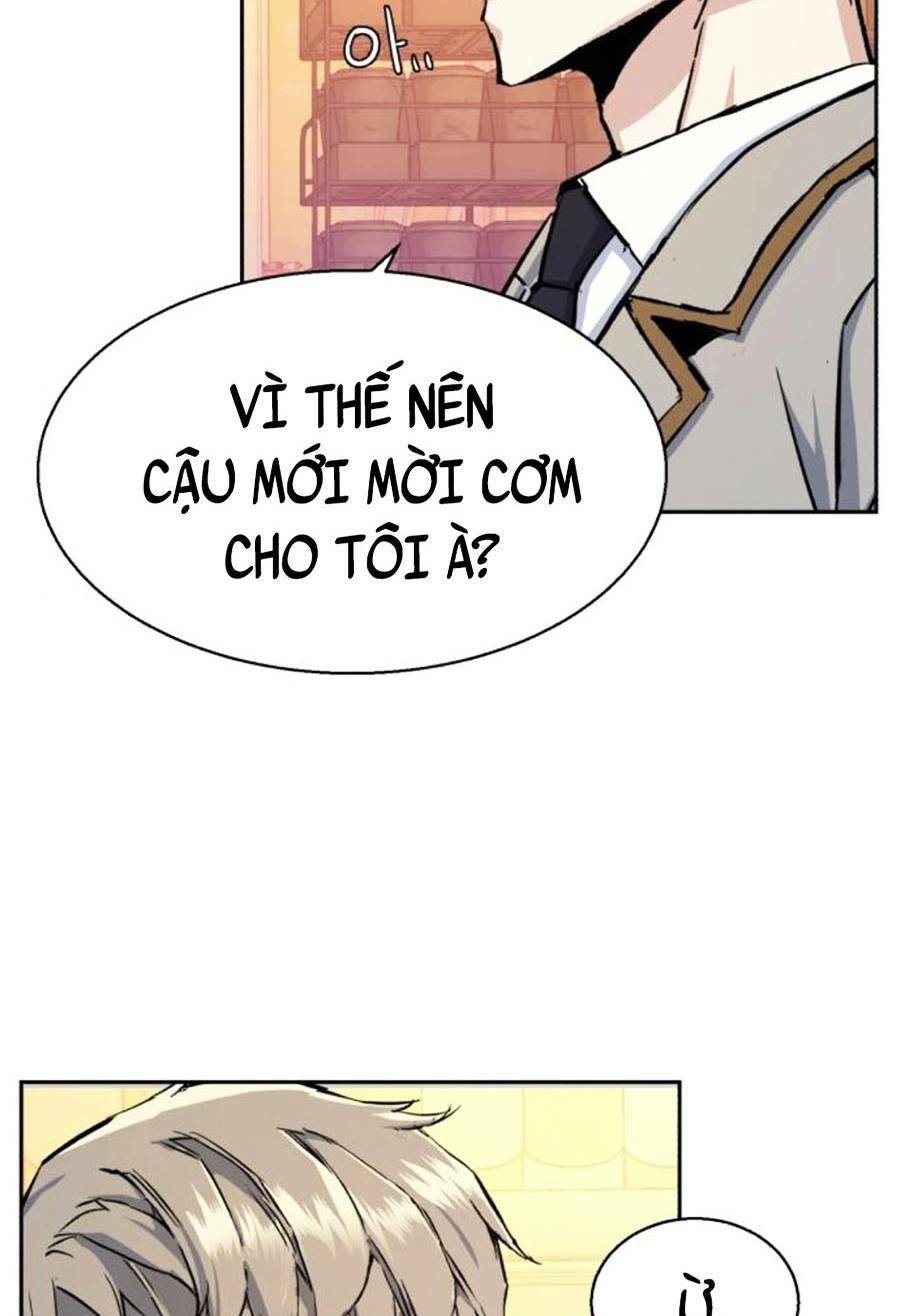 아..
VÌ THẾ NÊN
CẬU MỚI MỜI CƠM
CHO TÔI À?
Ừ